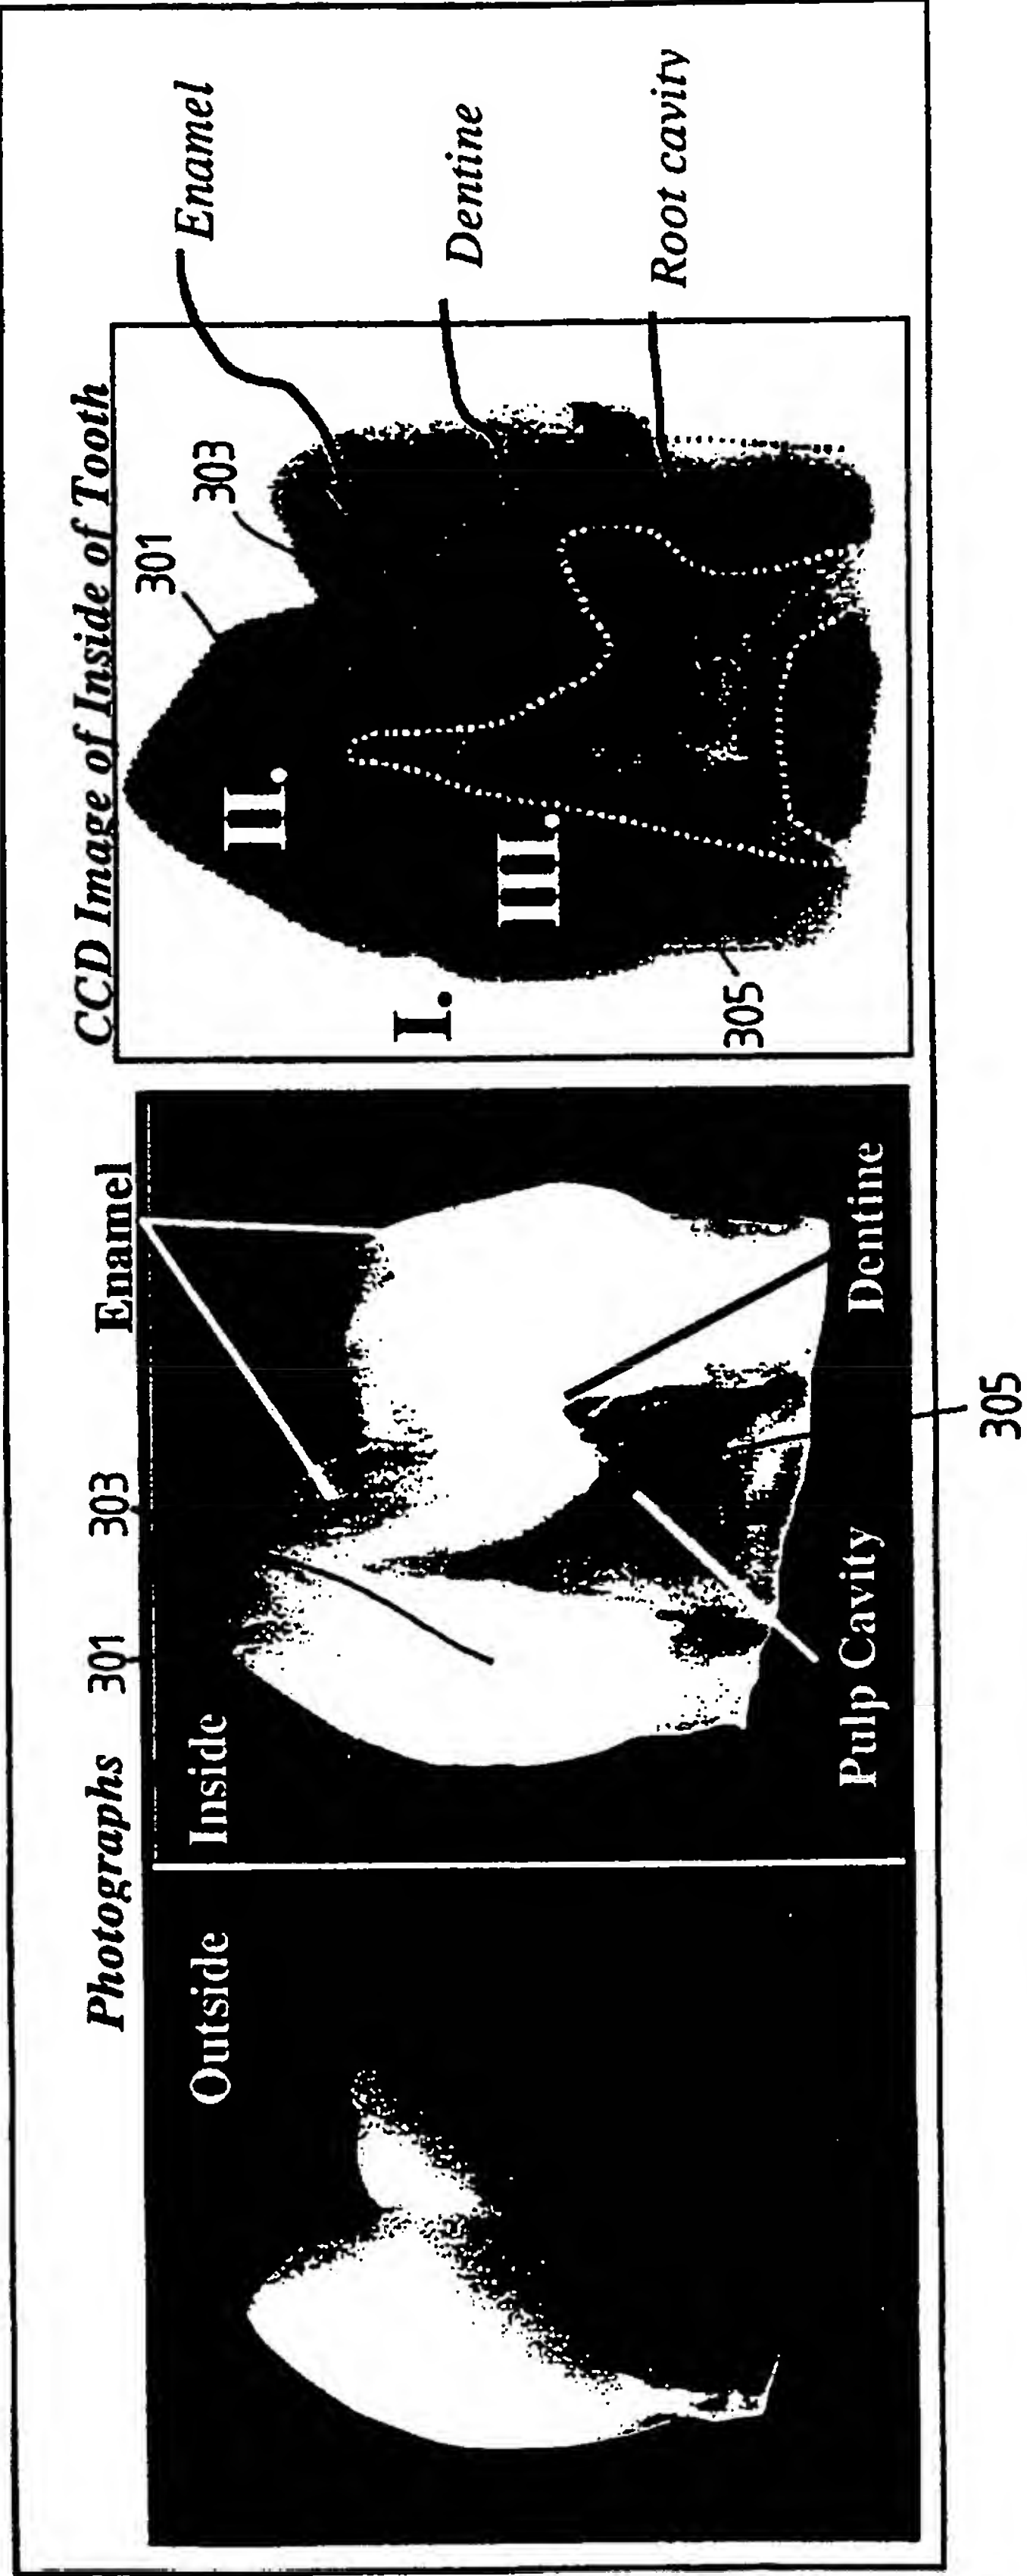 Photographs
301
303
Enamel
Outside
Inside
Pulp Cavity
Dentine
305
CCD Image of Inside of Tooth
301
303
Enamel
II.
I.
III.
Dentine
Root cavity
305